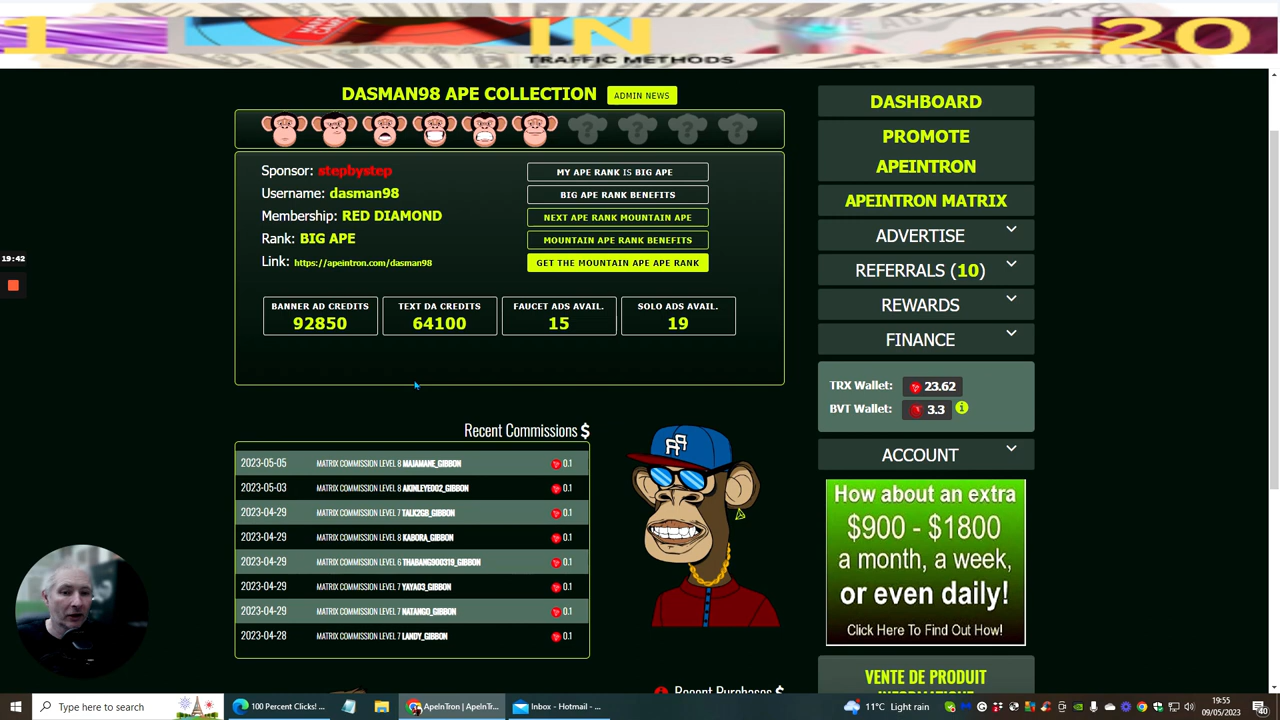 1 IN 20
TRAFFIC METHODS
DASMAN98 APE COLLECTION
ADMIN NEWS
? ? ? ?
Sponsor: stepbystep
Username: dasman98
Membership: RED DIAMOND
Rank: BIG APE
Link: https://apeintron.com/dasman98
MY APE RANK IS BIG APE
BIG APE RANK BENEFITS
NEXT APE RANK MOUNTAIN APE
MOUNTAIN APE RANK BENEFITS
GET THE MOUNTAIN APE APE RANK
BANNER AD CREDITS
92850
TEXT DA CREDITS
64100
FAUCET ADS AVAIL.
15
SOLO ADS AVAIL.
19
Recent Commissions $
2023-05-05 MATRIX COMMISSION LEVEL 8 MAJAMANE_GIBBON 0.1
2023-05-03 MATRIX COMMISSION LEVEL 8 AKINLEYE002_GIBBON 0.1
2023-04-29 MATRIX COMMISSION LEVEL 7 TALK2GB_GIBBON 0.1
2023-04-29 MATRIX COMMISSION LEVEL 8 KABORA_GIBBON 0.1
2023-04-29 MATRIX COMMISSION LEVEL 6 THABANG900319_GIBBON 0.1
2023-04-29 MATRIX COMMISSION LEVEL 7 YAYA03_GIBBON 0.1
2023-04-29 MATRIX COMMISSION LEVEL 7 NATANGO_GIBBON 0.1
2023-04-28 MATRIX COMMISSION LEVEL 7 LANDY_GIBBON 0.1
Recent Purchases $
DASHBOARD
PROMOTE
APEINTRON
APEINTRON MATRIX
ADVERTISE
REFERRALS (10)
REWARDS
FINANCE
TRX Wallet: 23.62
BVT Wallet: 3.3
ACCOUNT
How about an extra
$900 - $1800
a month, a week,
or even daily!
Click Here To Find Out How!
VENTE DE PRODUIT
19:42
Type here to search
100 Percent Clicks! ...
ApeInTron | ApeInTr...
Inbox - Hotmail - ...
11°C Light rain
19:55
09/05/2023
40